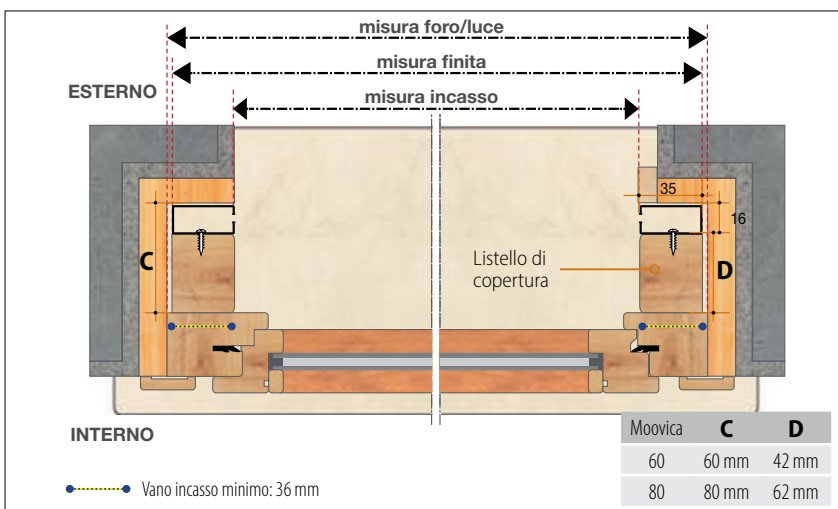 misura foro/luce
misura finita
ESTERNO
misura incasso
35
16
C
D
Listello di
copertura
INTERNO
Vano incasso minimo: 36 mm
Moovica C D
60 60 mm 42 mm
80 80 mm 62 mm